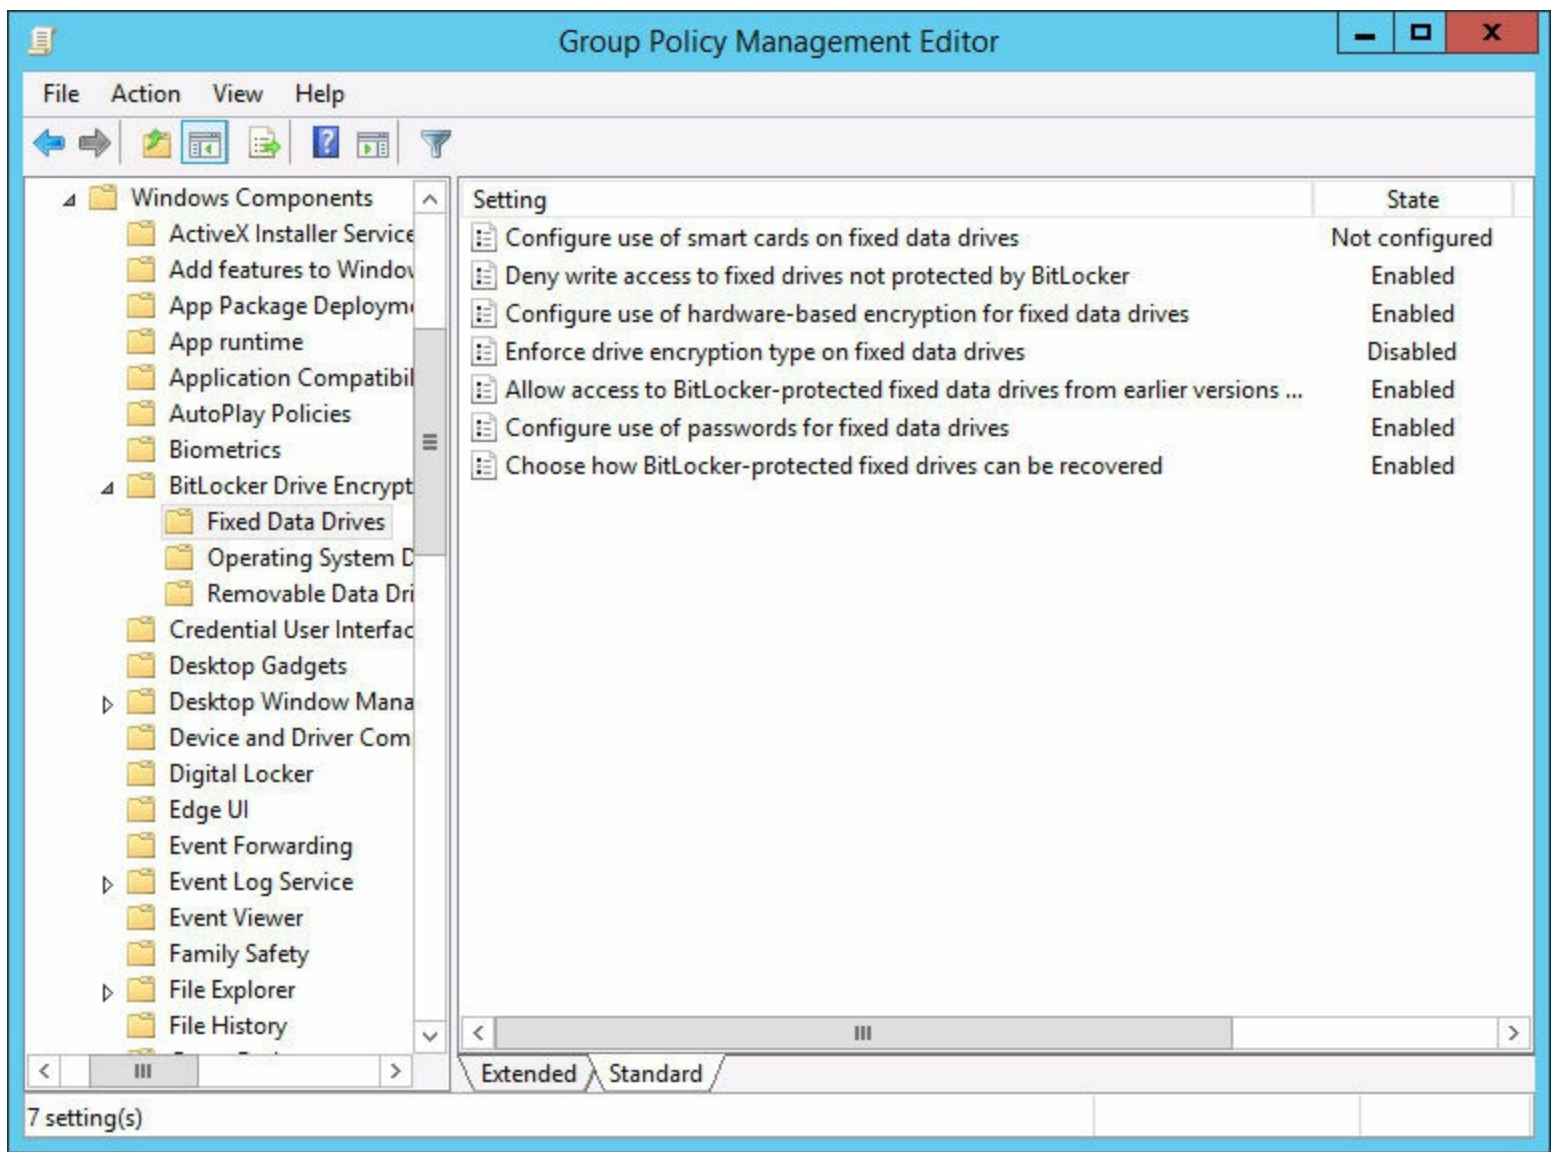 Group Policy Management Editor
File Action View Help
Windows Components
ActiveX Installer Service
Add features to Window
App Package Deployme
App runtime
Application Compatibil
AutoPlay Policies
Biometrics
BitLocker Drive Encrypt
Fixed Data Drives
Operating System D
Removable Data Dri
Credential User Interfac
Desktop Gadgets
Desktop Window Mana
Device and Driver Com
Digital Locker
Edge UI
Event Forwarding
Event Log Service
Event Viewer
Family Safety
File Explorer
File History
Setting State
Configure use of smart cards on fixed data drives Not configured
Deny write access to fixed drives not protected by BitLocker Enabled
Configure use of hardware-based encryption for fixed data drives Enabled
Enforce drive encryption type on fixed data drives Disabled
Allow access to BitLocker-protected fixed data drives from earlier versions ... Enabled
Configure use of passwords for fixed data drives Enabled
Choose how BitLocker-protected fixed drives can be recovered Enabled
Extended Standard
7 setting(s)